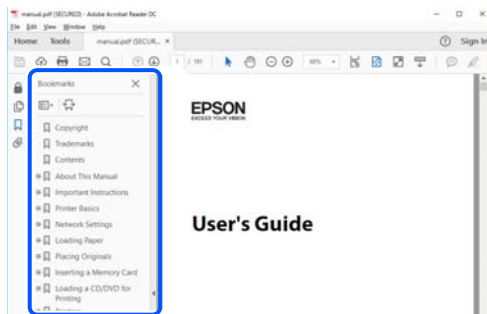 manual.pdf (SECURED) - Adobe Acrobat Reader DC
File Edit View Window Help
Home Tools manual.pdf (SECUR... × Sign In
Bookmarks
Copyright
Trademarks
Contents
About This Manual
Important Instructions
Printer Basics
Network Settings
Loading Paper
Placing Originals
Inserting a Memory Card
Loading a CD/DVD for
Printing
EPSON
EXCEED YOUR VISION
User's Guide